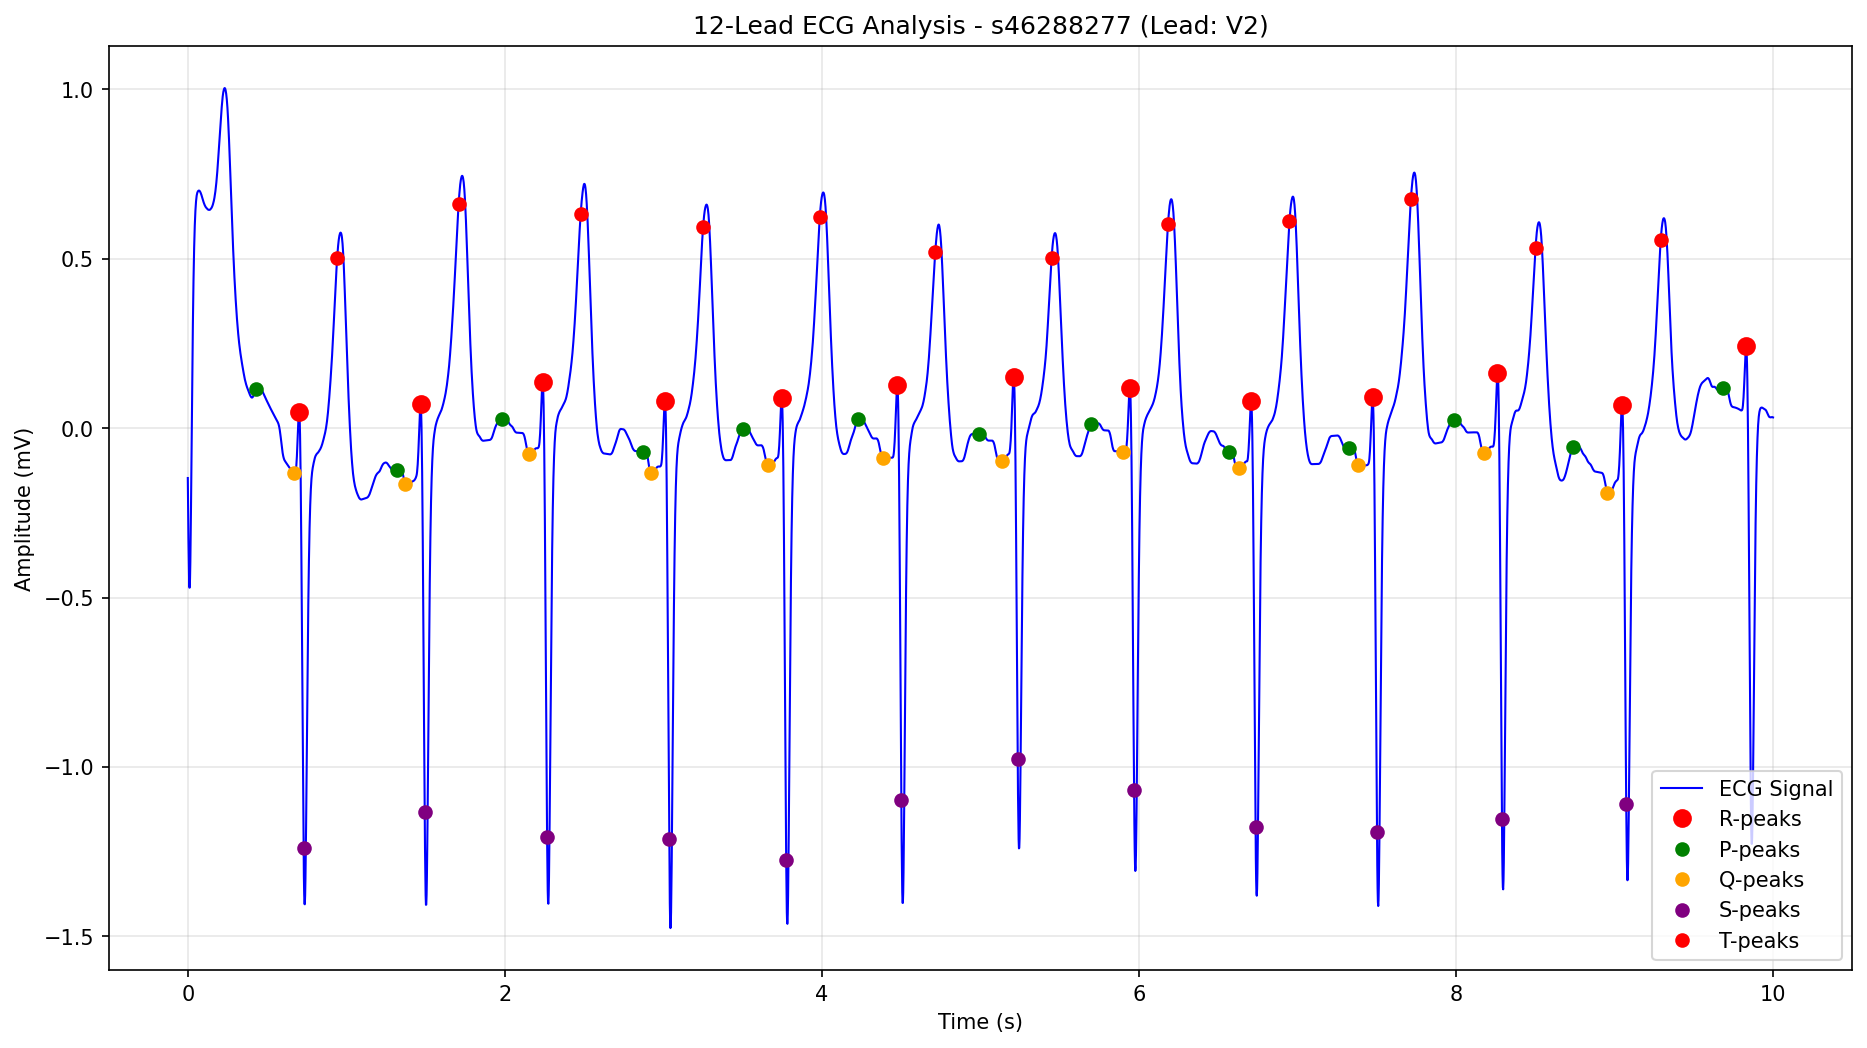 12-Lead ECG Analysis - s46288277 (Lead: V2)
Amplitude (mV)
1.0
0.5
0.0
−0.5
−1.0
−1.5
0 2 4 6 8 10
Time (s)
ECG Signal
R-peaks
P-peaks
Q-peaks
S-peaks
T-peaks